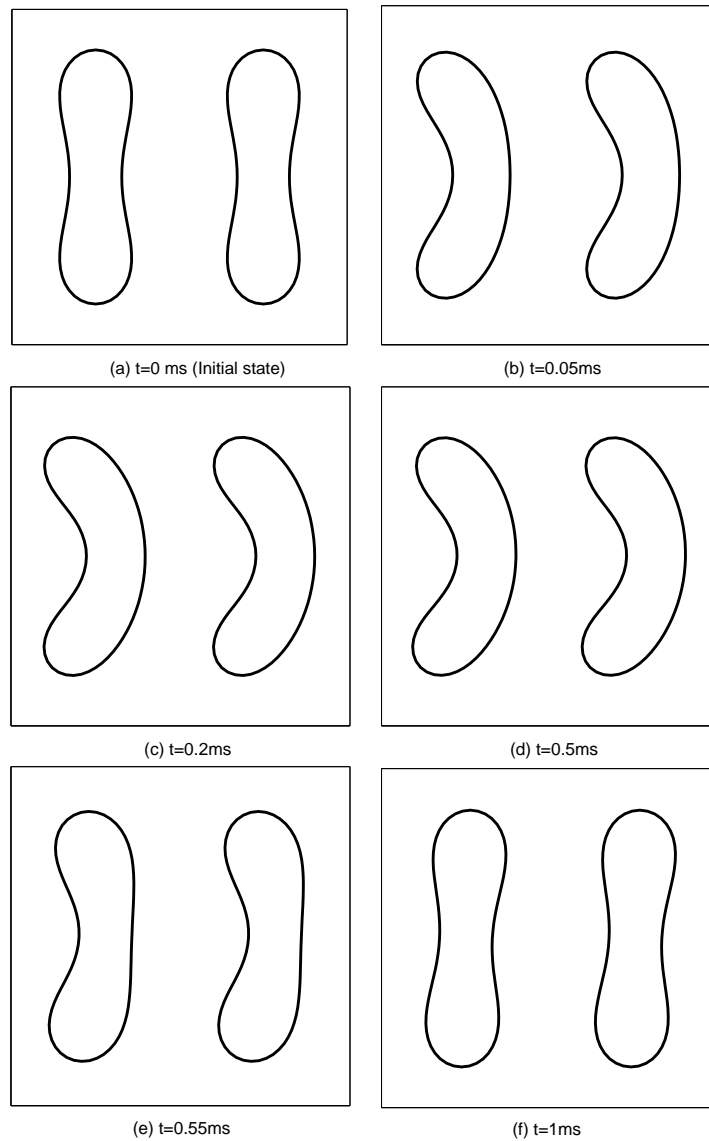 (a) t=0 ms (Initial state)
(b) t=0.05ms
(c) t=0.2ms
(d) t=0.5ms
(e) t=0.55ms
(f) t=1ms